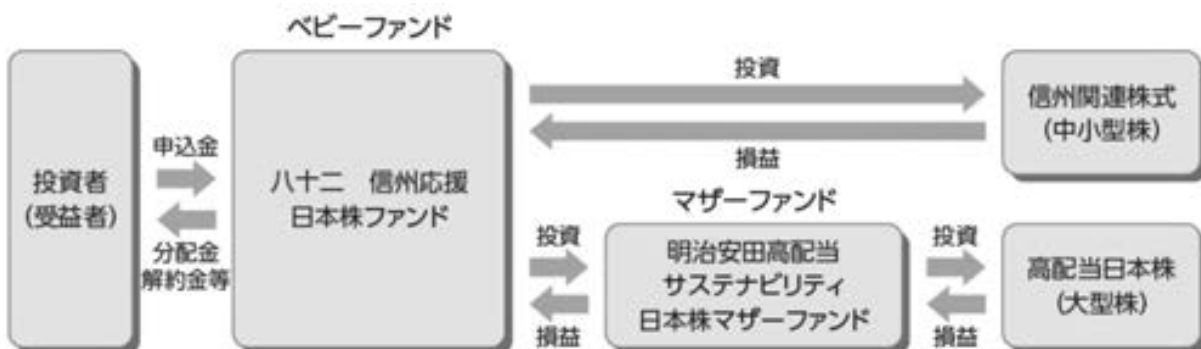 ベビーファンド
投資者
(受益者)
申込金
分配金
解約金等
八十二　信州応援
日本株ファンド
投資
損益
信州関連株式
(中小型株)
マザーファンド
投資
損益
明治安田高配当
サステナビリティ
日本株マザーファンド
投資
損益
高配当日本株
(大型株)